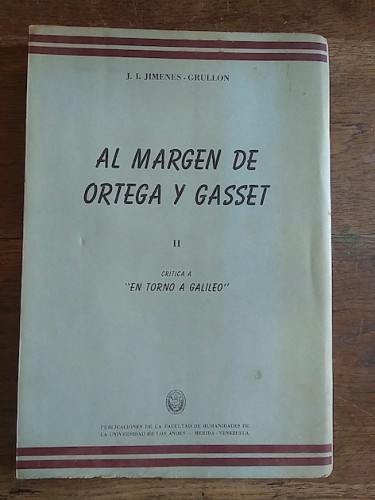 J. I. JIMENES-GRULLON
AL MARGEN DE
ORTEGA Y GASSET
II
CRITICA A
"EN TORNO A GALILEO"
PUBLICACIONES DE LA FACULTAD DE HUMANIDADES DE
LA UNIVERSIDAD DE LOS ANDES - MERIDA - VENEZUELA